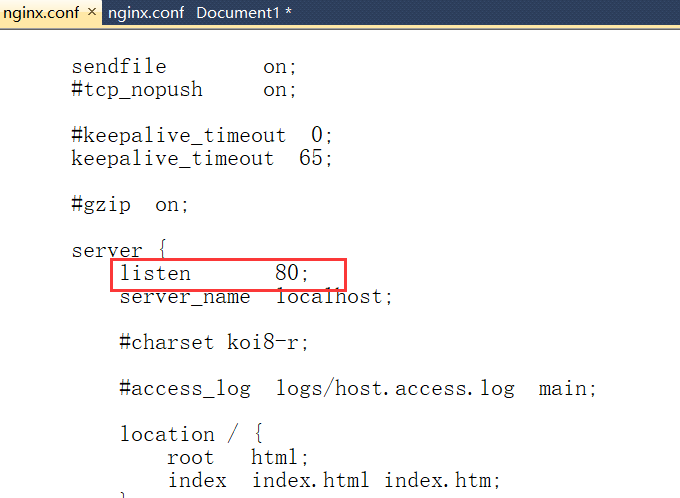 nginx.conf × nginx.conf Document1 *
sendfile        on;
#tcp_nopush     on;
#keepalive_timeout  0;
keepalive_timeout  65;
#gzip  on;
server {
listen       80;
server_name  localhost;
#charset koi8-r;
#access_log  logs/host.access.log  main;
location / {
root   html;
index  index.html index.htm;